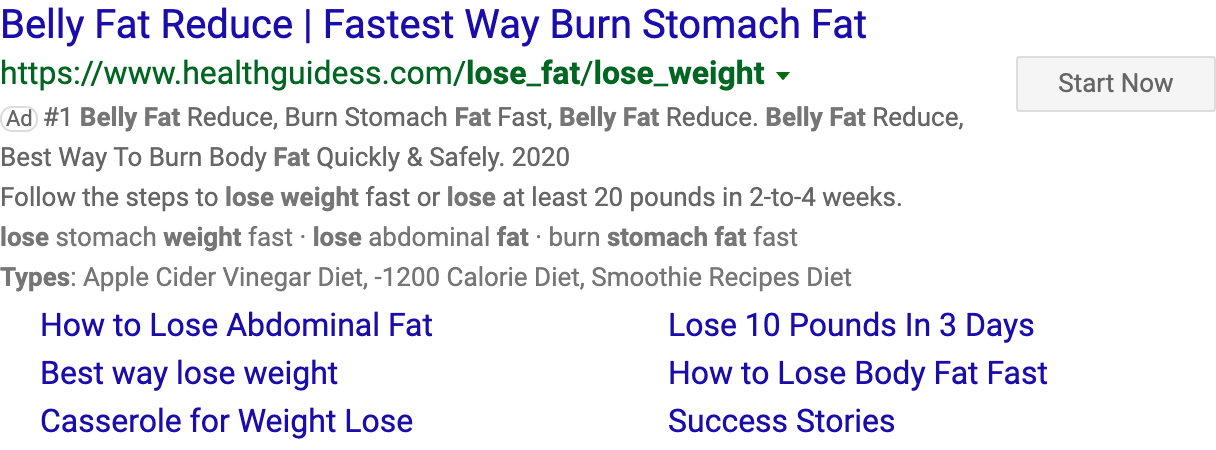 Belly Fat Reduce | Fastest Way Burn Stomach Fat
https://www.healthguidess.com/lose_fat/lose_weight
Start Now
Ad #1 Belly Fat Reduce, Burn Stomach Fat Fast, Belly Fat Reduce. Belly Fat Reduce,
Best Way To Burn Body Fat Quickly & Safely. 2020
Follow the steps to lose weight fast or lose at least 20 pounds in 2-to-4 weeks.
lose stomach weight fast · lose abdominal fat · burn stomach fat fast
Types: Apple Cider Vinegar Diet, -1200 Calorie Diet, Smoothie Recipes Diet
How to Lose Abdominal Fat
Lose 10 Pounds In 3 Days
Best way lose weight
How to Lose Body Fat Fast
Casserole for Weight Lose
Success Stories